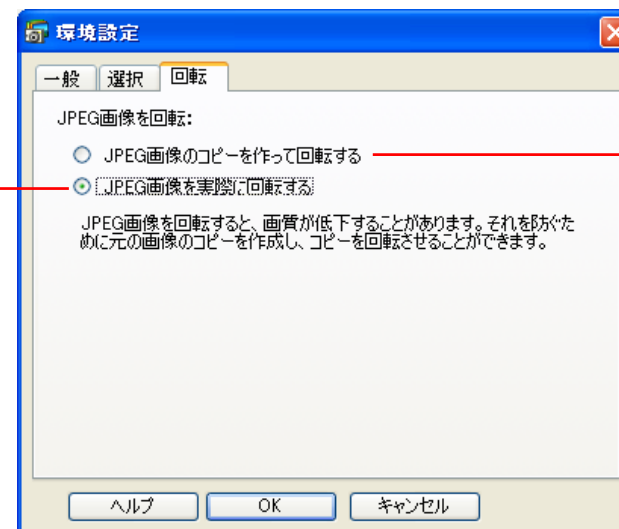 環境設定
一般 選択 回転
JPEG画像を回転:
JPEG画像のコピーを作って回転する
JPEG画像を実際に回転する
JPEG画像を回転すると、画質が低下することがあります。それを防ぐた
めに元の画像のコピーを作成し、コピーを回転させることができます。
ヘルプ OK キャンセル